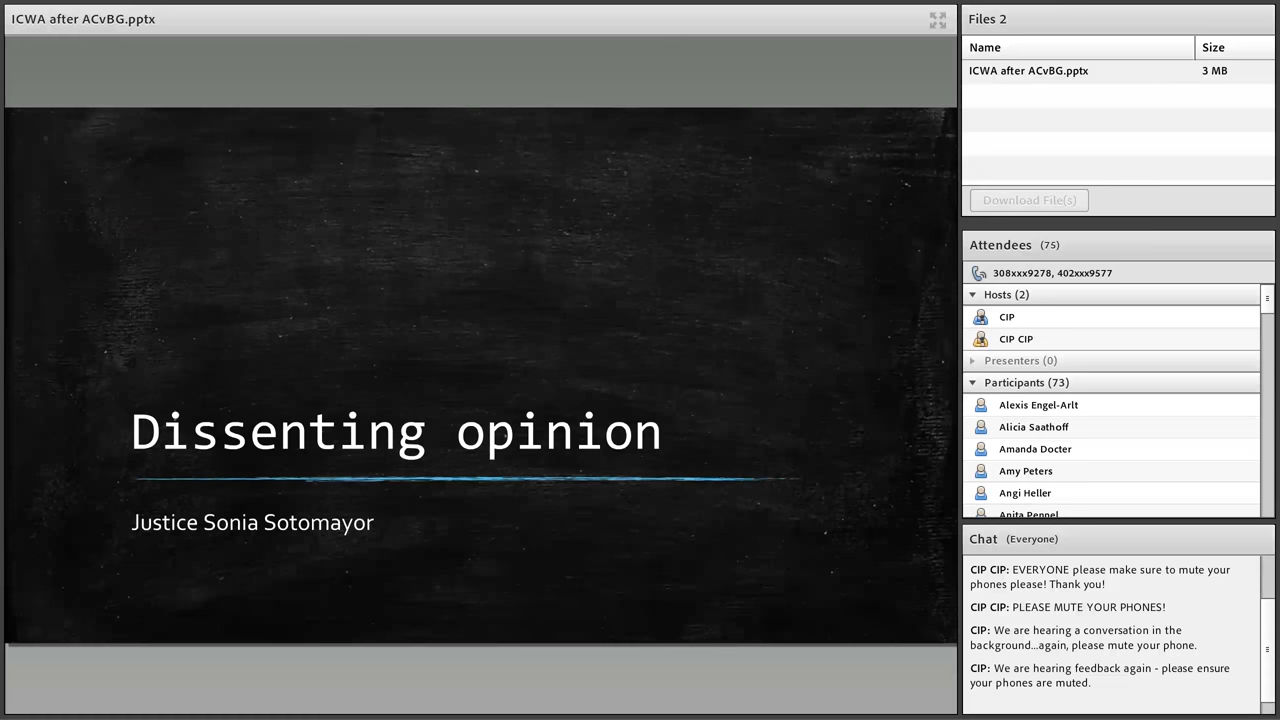 ICWA after ACvBG.pptx
Dissenting opinion
Justice Sonia Sotomayor
Files 2
Name Size
ICWA after ACvBG.pptx 3 MB
Download File(s)
Attendees (75)
308xxx9278, 402xxx9577
Hosts (2)
CIP
CIP CIP
Presenters (0)
Participants (73)
Alexis Engel-Arlt
Alicia Saathoff
Amanda Docter
Amy Peters
Angi Heller
Anita Pennel
Chat (Everyone)
CIP CIP: EVERYONE please make sure to mute your
phones please! Thank you!
CIP CIP: PLEASE MUTE YOUR PHONES!
CIP: We are hearing a conversation in the
background...again, please mute your phone.
CIP: We are hearing feedback again - please ensure
your phones are muted.